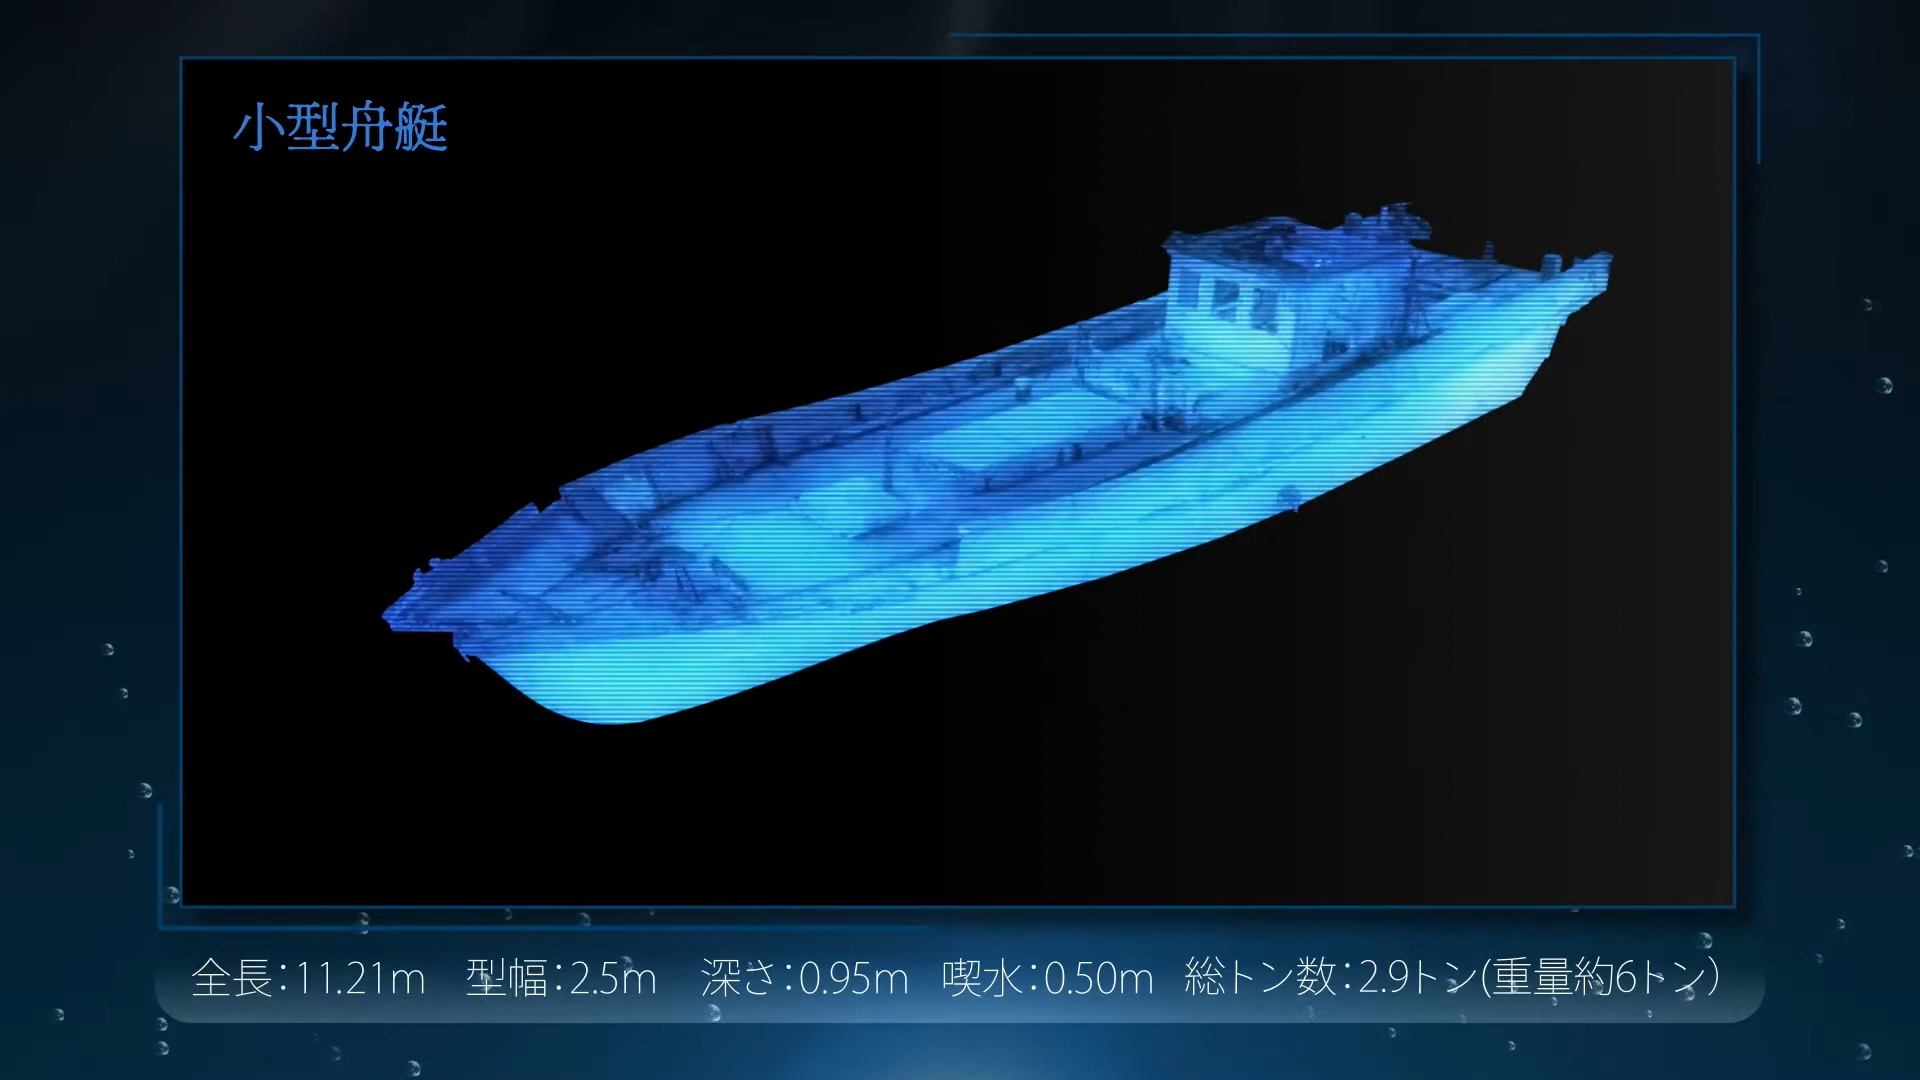 小型舟艇
全長：11.21m　型幅：2.5m　深さ：0.95m　喫水：0.50m　総トン数：2.9トン(重量約6トン)